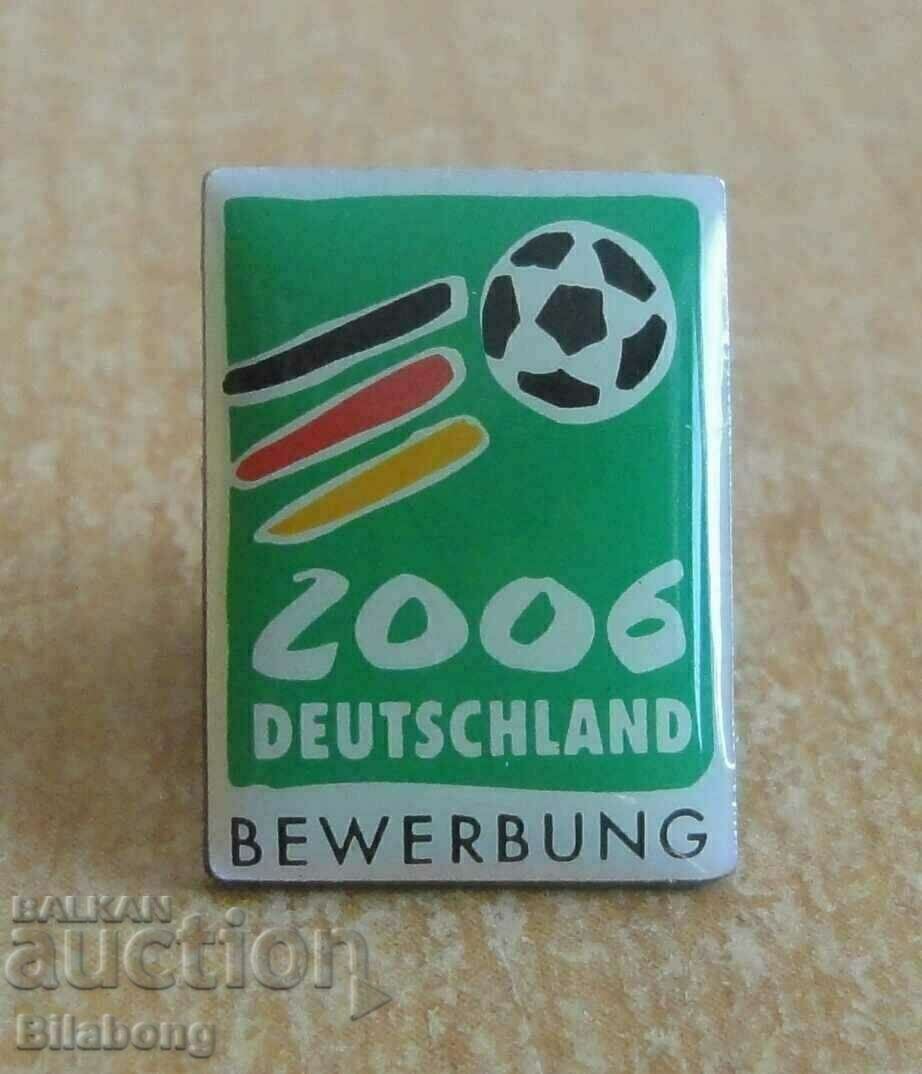 2006
DEUTSCHLAND
BEWERBUNG
BALKAN
auction
Bilabong